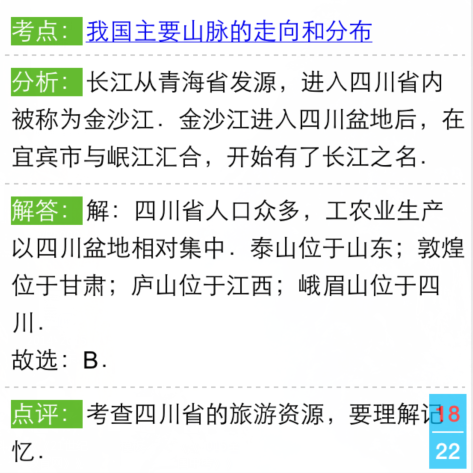 考点：我国主要山脉的走向和分布
分析：长江从青海省发源，进入四川省内
被称为金沙江．金沙江进入四川盆地后，在
宜宾市与岷江汇合，开始有了长江之名．
解答：解：四川省人口众多，工农业生产
以四川盆地相对集中．泰山位于山东；敦煌
位于甘肃；庐山位于江西；峨眉山位于四
川．
故选：B．
点评：考查四川省的旅游资源，要理解记
18
忆．
22